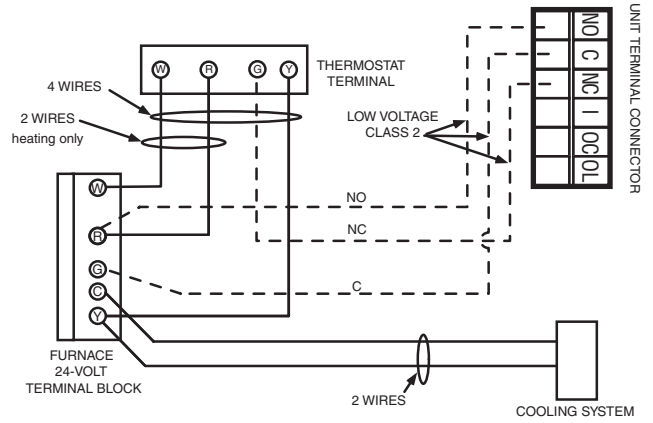 THERMOSTAT
TERMINAL
W
R
G
Y
4 WIRES
2 WIRES
heating only
LOW VOLTAGE
CLASS 2
UNIT TERMINAL CONNECTOR
NO
C
NC
I
OC
OL
W
R
G
C
Y
NO
NC
C
FURNACE
24-VOLT
TERMINAL BLOCK
2 WIRES
COOLING SYSTEM